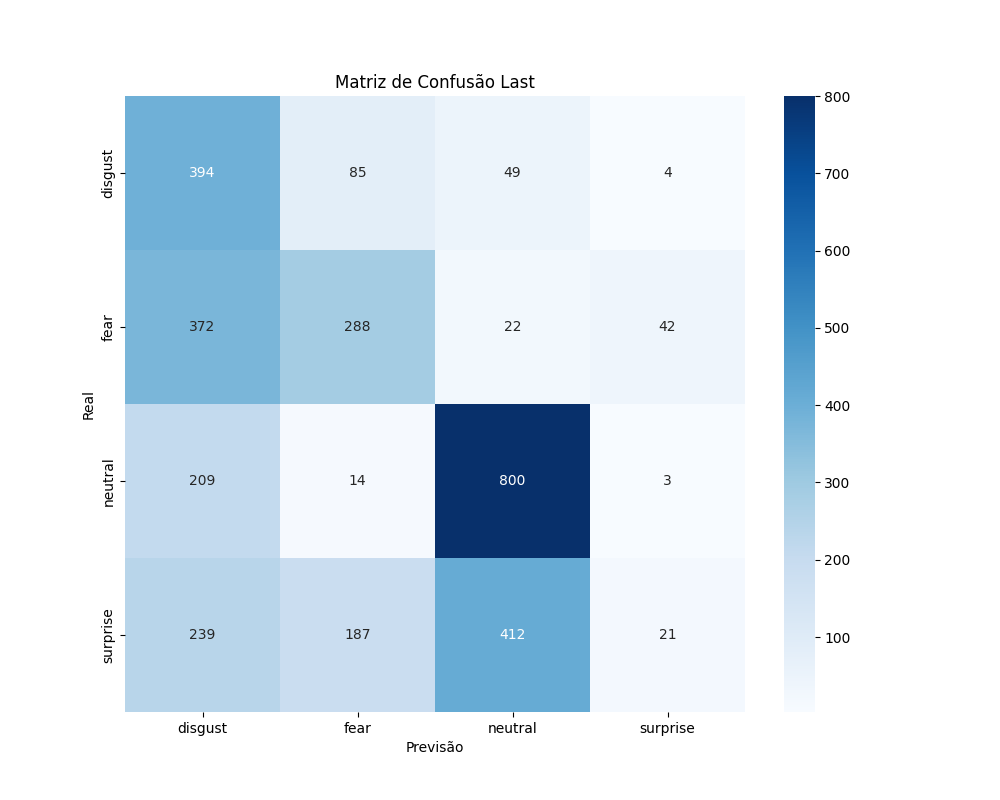 Matriz de Confusão Last
disgust 394 85 49 4
fear 372 288 22 42
neutral 209 14 800 3
surprise 239 187 412 21
disgust fear neutral surprise
Previsão
Real
800
700
600
500
400
300
200
100